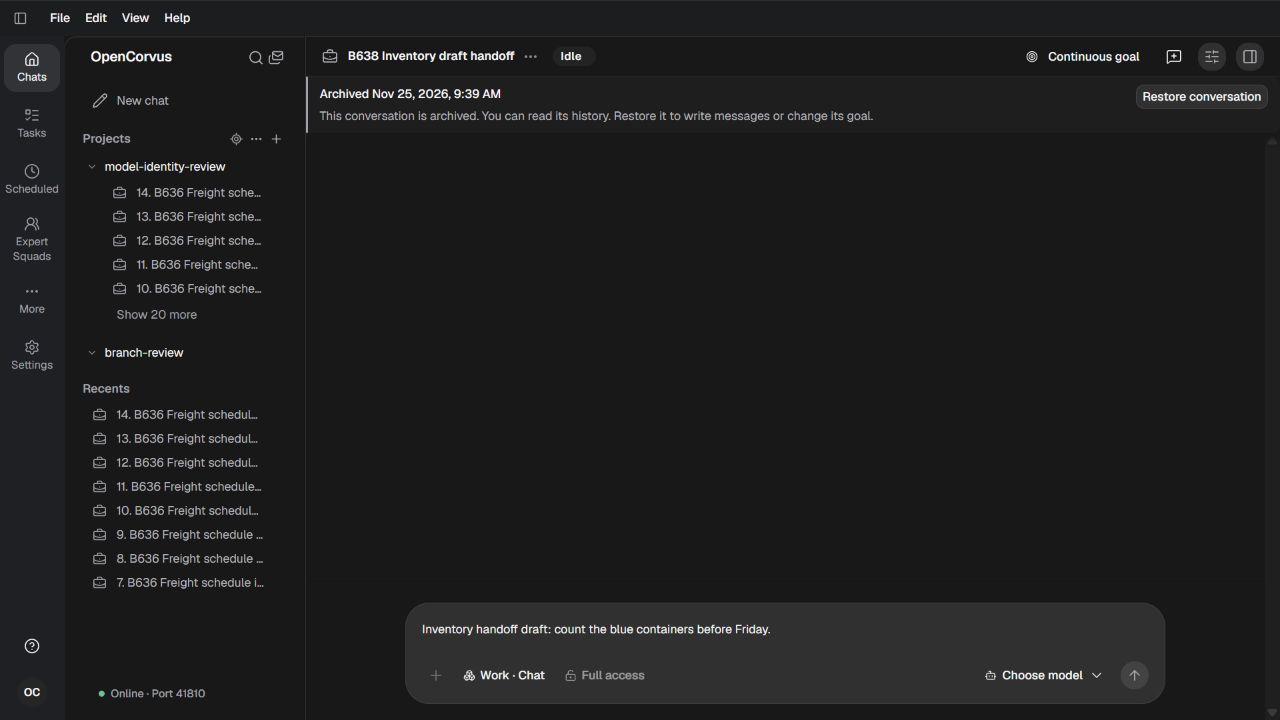 File Edit View Help
OpenCorvus
Chats
Tasks
Scheduled
Expert
Squads
More
Settings
OC
New chat
Projects
model-identity-review
14. B636 Freight sche...
13. B636 Freight sche...
12. B636 Freight sche...
11. B636 Freight sche...
10. B636 Freight sche...
Show 20 more
branch-review
Recents
14. B636 Freight schedul...
13. B636 Freight schedul...
12. B636 Freight schedul...
11. B636 Freight schedule...
10. B636 Freight schedul...
9. B636 Freight schedule ...
8. B636 Freight schedule ...
7. B636 Freight schedule i...
Online · Port 41810
B638 Inventory draft handoff ... Idle
Continuous goal
Archived Nov 25, 2026, 9:39 AM
This conversation is archived. You can read its history. Restore it to write messages or change its goal.
Restore conversation
Inventory handoff draft: count the blue containers before Friday.
Work · Chat Full access Choose model